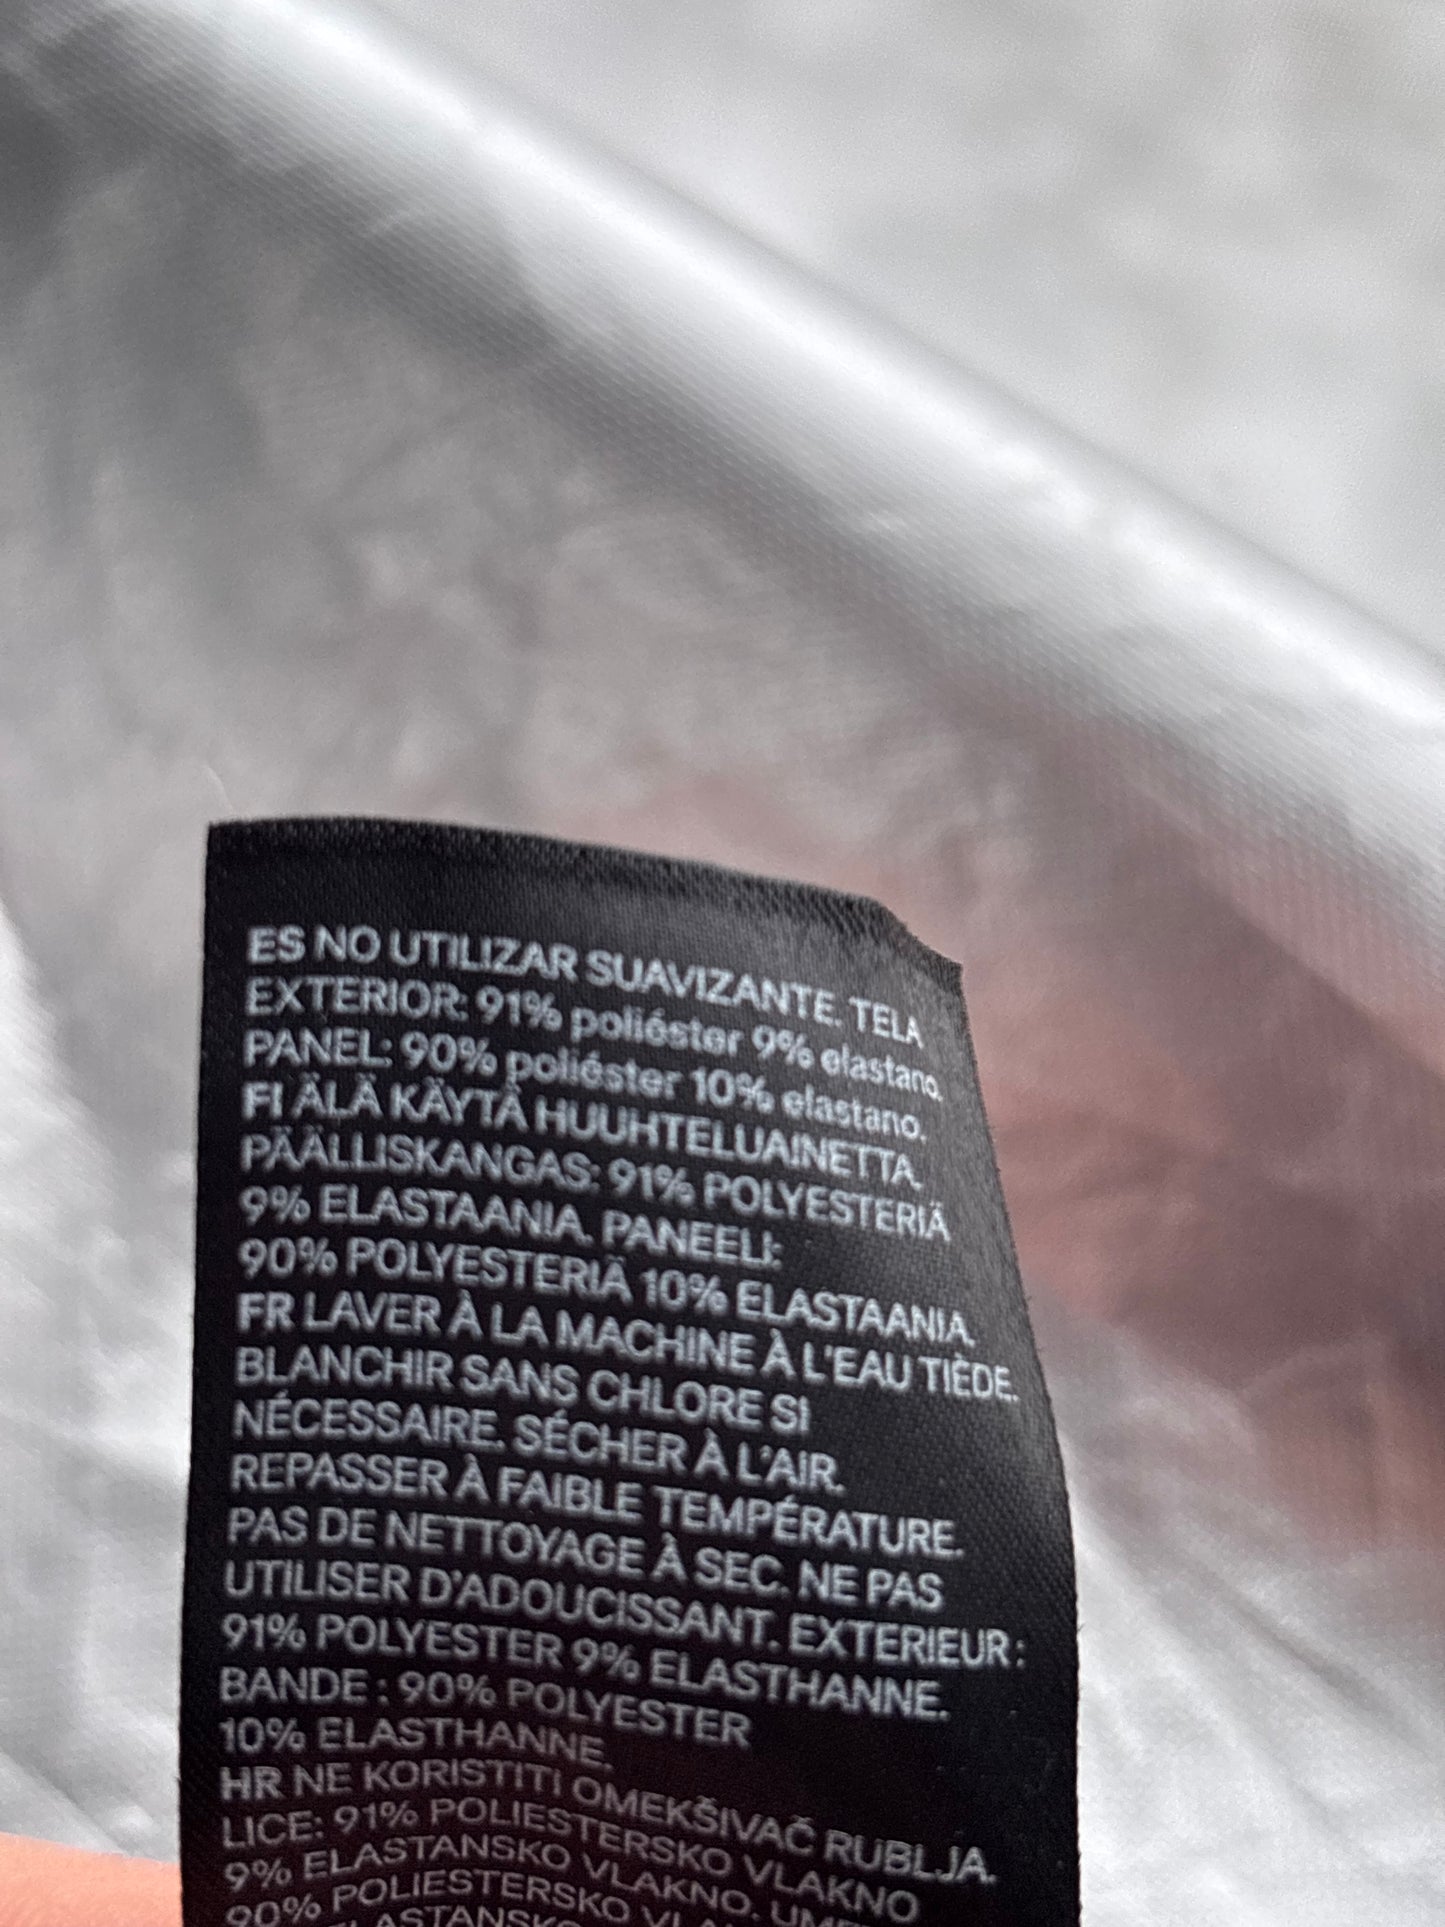 ES NO UTILIZAR SUAVIZANTE. TELA
EXTERIOR: 91% poliéster 9% elastano.
PANEL: 90% poliéster 10% elastano.
FI ÄLÄ KÄYTÄ HUUHTELUAINETTA.
PÄÄLLISKANGAS: 91% POLYESTERIÄ
9% ELASTAANIA. PANEELI:
90% POLYESTERIÄ 10% ELASTAANIA.
FR LAVER À LA MACHINE À L'EAU TIÈDE.
BLANCHIR SANS CHLORE SI
NÉCESSAIRE. SÉCHER À L'AIR.
REPASSER À FAIBLE TEMPÉRATURE.
PAS DE NETTOYAGE À SEC. NE PAS
UTILISER D'ADOUCISSANT. EXTERIEUR :
91% POLYESTER 9% ELASTHANNE.
BANDE : 90% POLYESTER
10% ELASTHANNE.
HR NE KORISTITI OMEKŠIVAČ RUBLJA.
LICE: 91% POLIESTERSKO VLAKNO
9% ELASTANSKO VLAKNO.
90% POLIESTERSKO